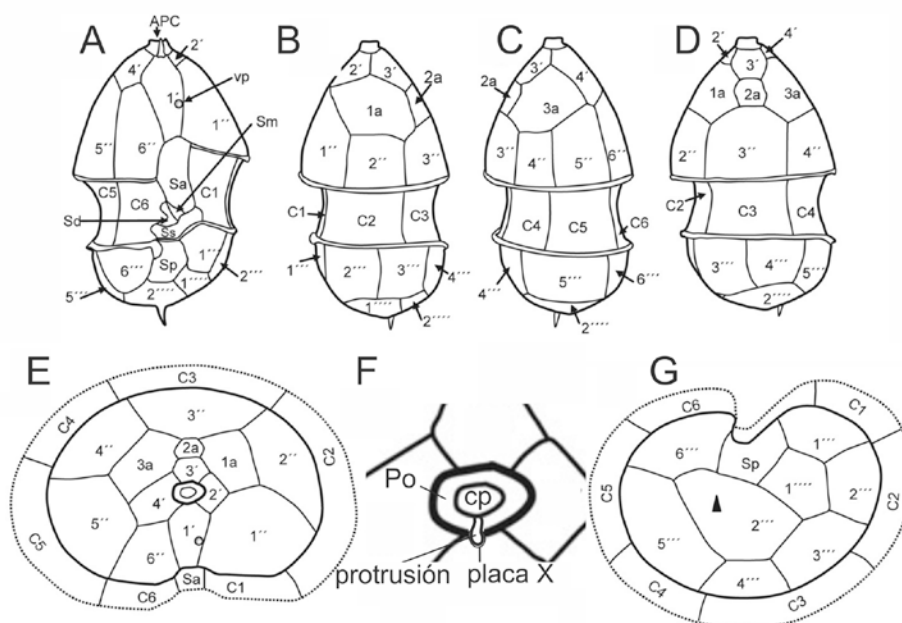 A
APC
2´
4´
1´
vp
1´´
Sm
5´´
6´´
Sa
C5
C6
C1
Sd
Ss
Sp
1´´´
6´´´
2´´´
5´´´
2´´´´
1´´´´
B
2´
3´
2a
1a
1´´
2´´
3´´
C1
C2
C3
1´´´
2´´´
3´´´
4´´´
1´´´´
2´´´´
C
3´
2a
4´
3a
3´´
4´´
5´´
6´´
C4
C5
C6
4´´´
5´´´
6´´´
2´´´´
D
2´
4´
3´
1a
2a
3a
2´´
3´´
4´´
C2
C3
C4
3´´´
4´´´
5´´´
2´´´´
E
C3
C4
3´´
4´´
2a
3a
3´
1a
2´´
C2
4´
2´
5´´
1´
1´´
C5
6´´
C6
Sa
C1
F
Po
cp
protrusión
placa X
G
C6
C1
6´´´
Sp
1´´´
C5
1´´´´
2´´´
C2
2´´´
5´´´
3´´´
4´´´
C4
C3